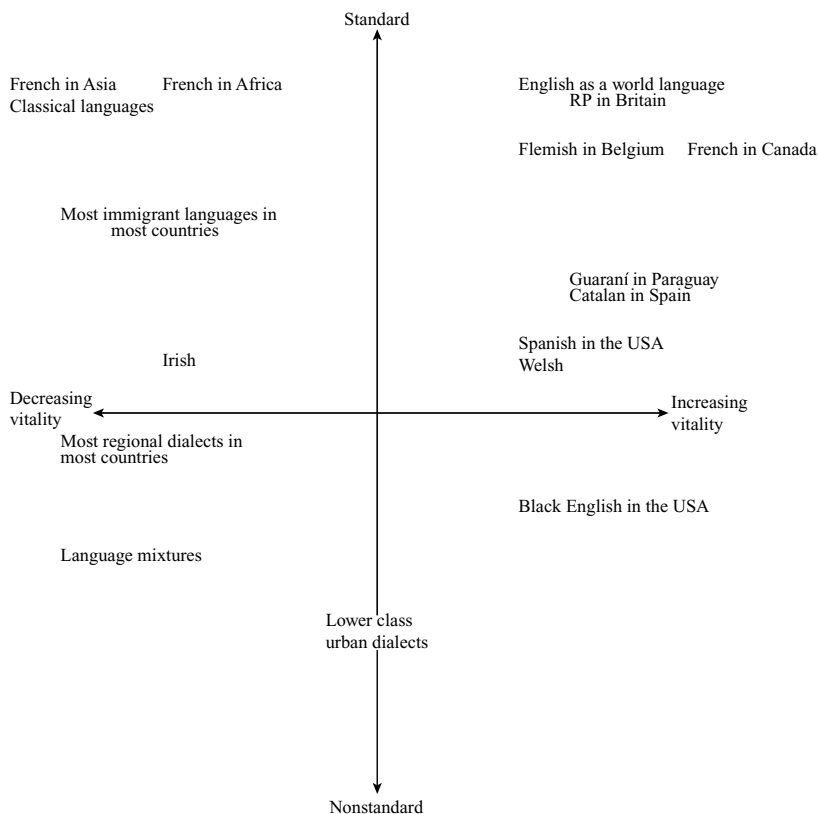 Standard
French in Asia
French in Africa
English as a world language
Classical languages
RP in Britain
Flemish in Belgium
French in Canada
Most immigrant languages in
most countries
Guaraní in Paraguay
Catalan in Spain
Spanish in the USA
Irish
Welsh
Decreasing
vitality
Increasing
vitality
Most regional dialects in
most countries
Black English in the USA
Language mixtures
Lower class
urban dialects
Nonstandard